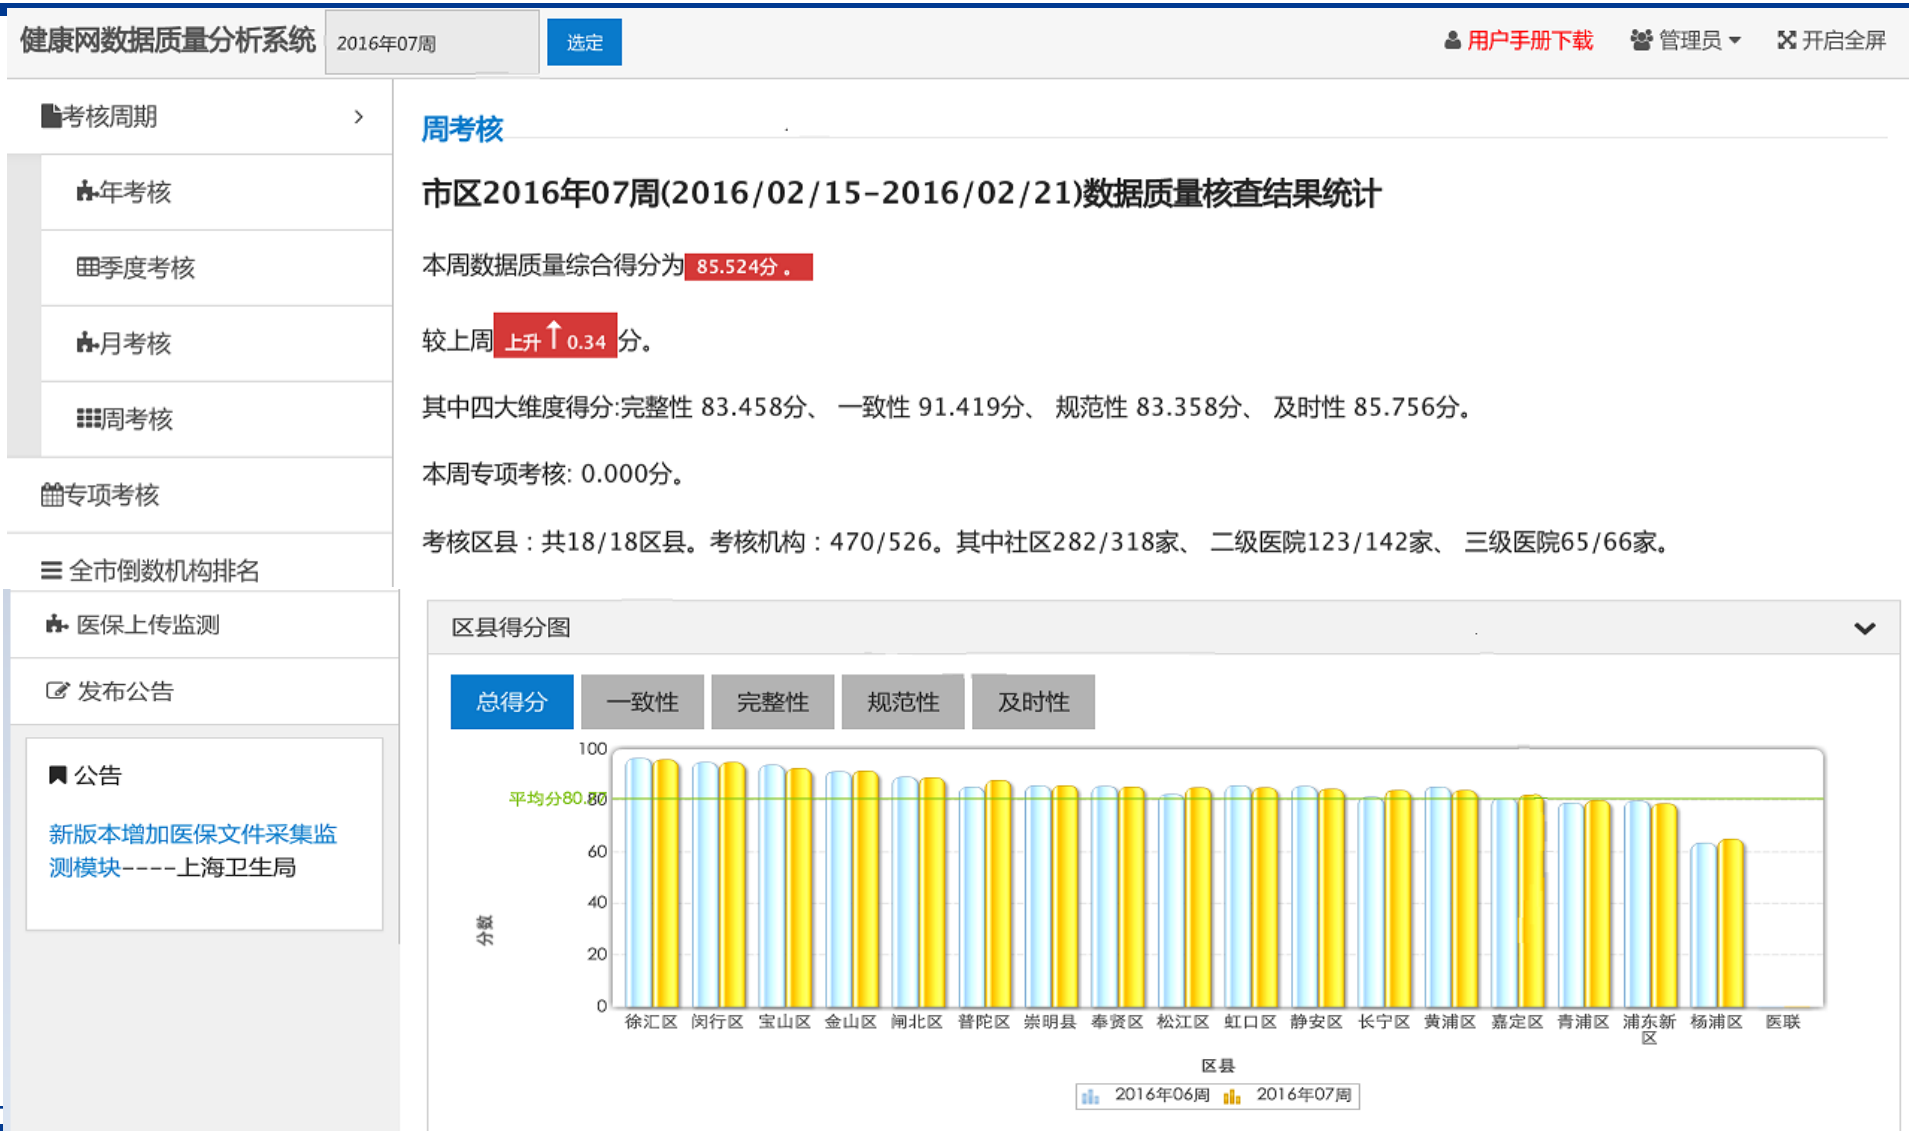 健康网数据质量分析系统 2016年07周 选定 用户手册下载 管理员 开启全屏
考核周期
年考核
季度考核
月考核
周考核
专项考核
全市倒数机构排名
医保上传监测
发布公告
公告
新版本增加医保文件采集监
测模块----上海卫生局
周考核
市区2016年07周(2016/02/15-2016/02/21)数据质量核查结果统计
本周数据质量综合得分为 85.524分 。
较上周 上升 0.34 分。
其中四大维度得分:完整性 83.458分、 一致性 91.419分、 规范性 83.358分、 及时性 85.756分。
本周专项考核: 0.000分。
考核区县：共18/18区县。考核机构：470/526。其中社区282/318家、 二级医院123/142家、 三级医院65/66家。
区县得分图
总得分 一致性 完整性 规范性 及时性
100
平均分80.
80
60
40
20
0
分数
徐汇区 闵行区 宝山区 金山区 闸北区 普陀区 崇明县 奉贤区 松江区 虹口区 静安区 长宁区 黄浦区 嘉定区 青浦区 浦东新 杨浦区 医联
区
区县
2016年06周 2016年07周